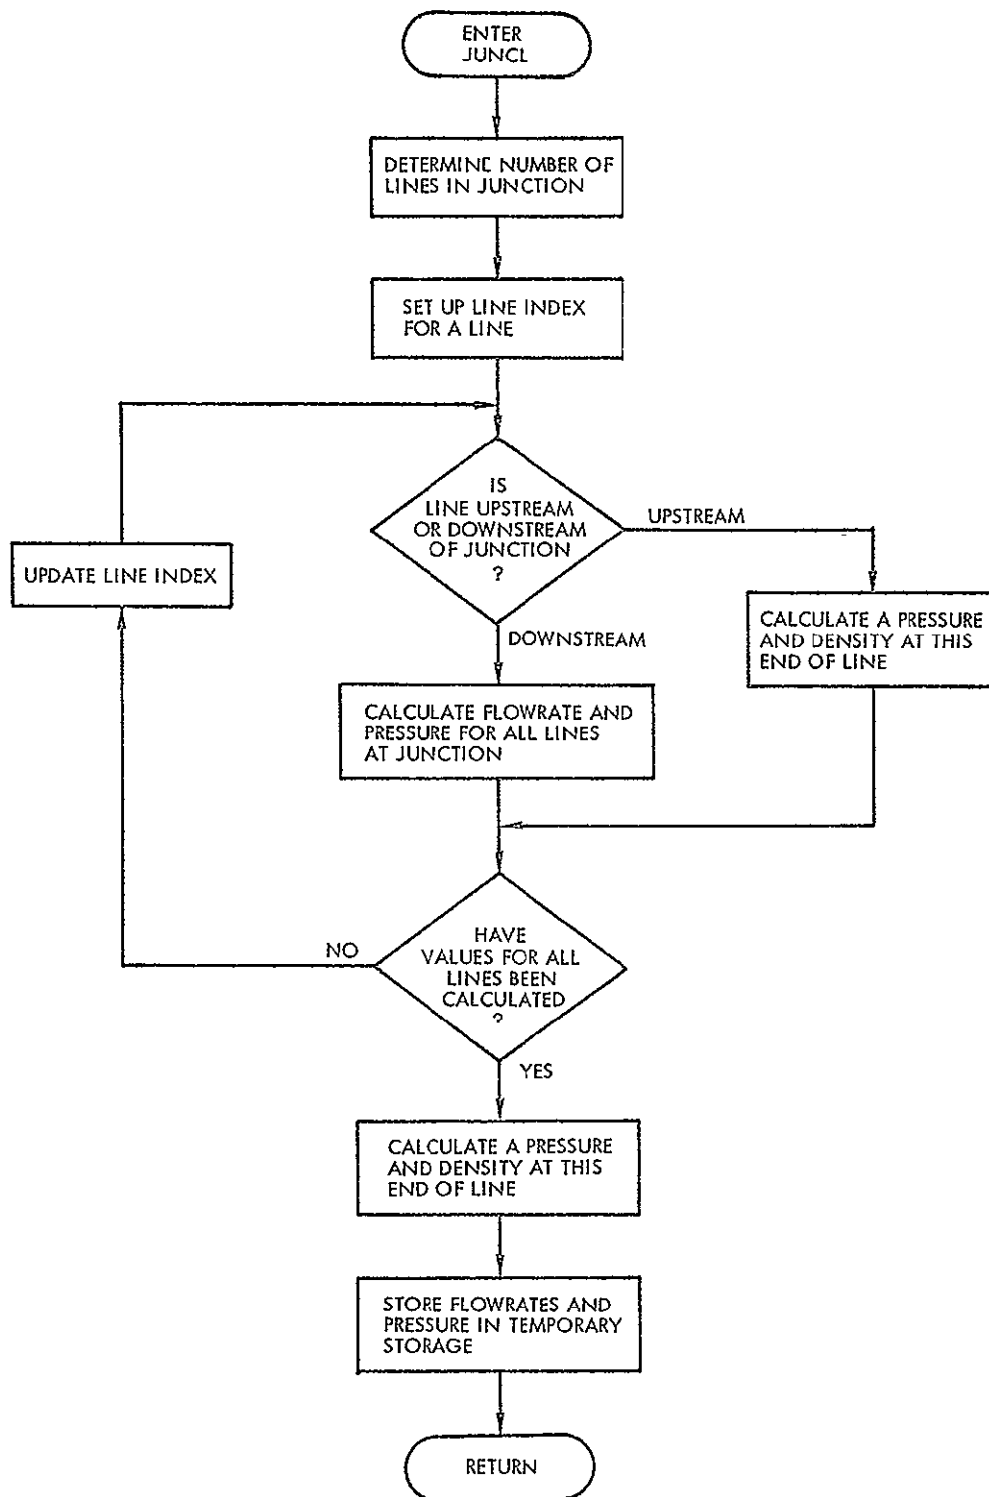 ENTER
JUNCL
DETERMINE NUMBER OF
LINES IN JUNCTION
SET UP LINE INDEX
FOR A LINE
IS
LINE UPSTREAM
OR DOWNSTREAM
OF JUNCTION
?
UPSTREAM
UPDATE LINE INDEX
CALCULATE A PRESSURE
AND DENSITY AT THIS
END OF LINE
DOWNSTREAM
CALCULATE FLOWRATE AND
PRESSURE FOR ALL LINES
AT JUNCTION
HAVE
VALUES FOR ALL
LINES BEEN
CALCULATED
?
NO
YES
CALCULATE A PRESSURE
AND DENSITY AT THIS
END OF LINE
STORE FLOWRATES AND
PRESSURE IN TEMPORARY
STORAGE
RETURN